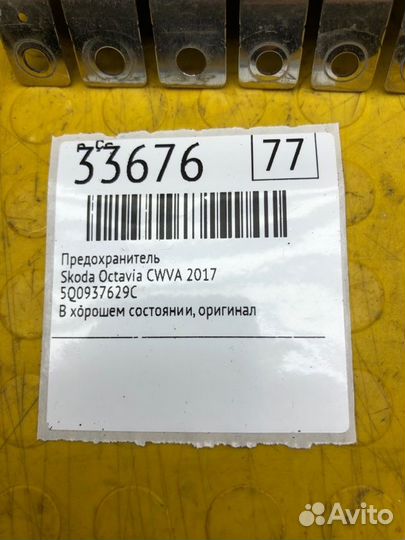 33676 77
Предохранитель
Skoda Octavia CWVA 2017
5Q0937629C
В хорошем состоянии, оригинал
Avito